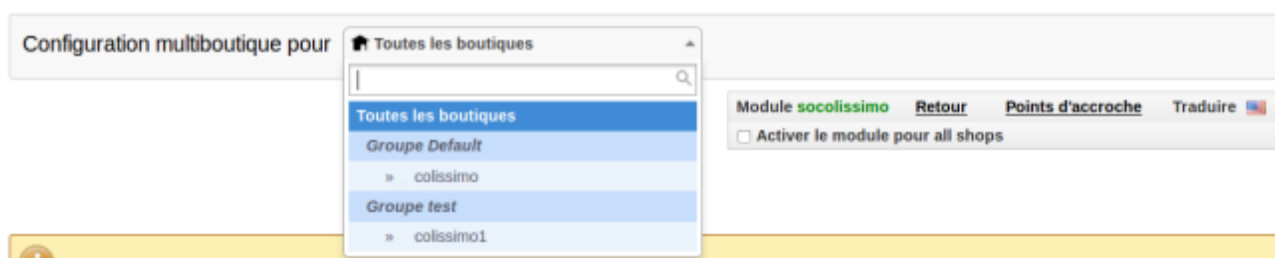 Configuration multiboutique pour Toutes les boutiques
Toutes les boutiques
Groupe Default
» colissimo
Groupe test
» colissimo1
Module socolissimo Retour Points d'accroche Traduire
Activer le module pour all shops